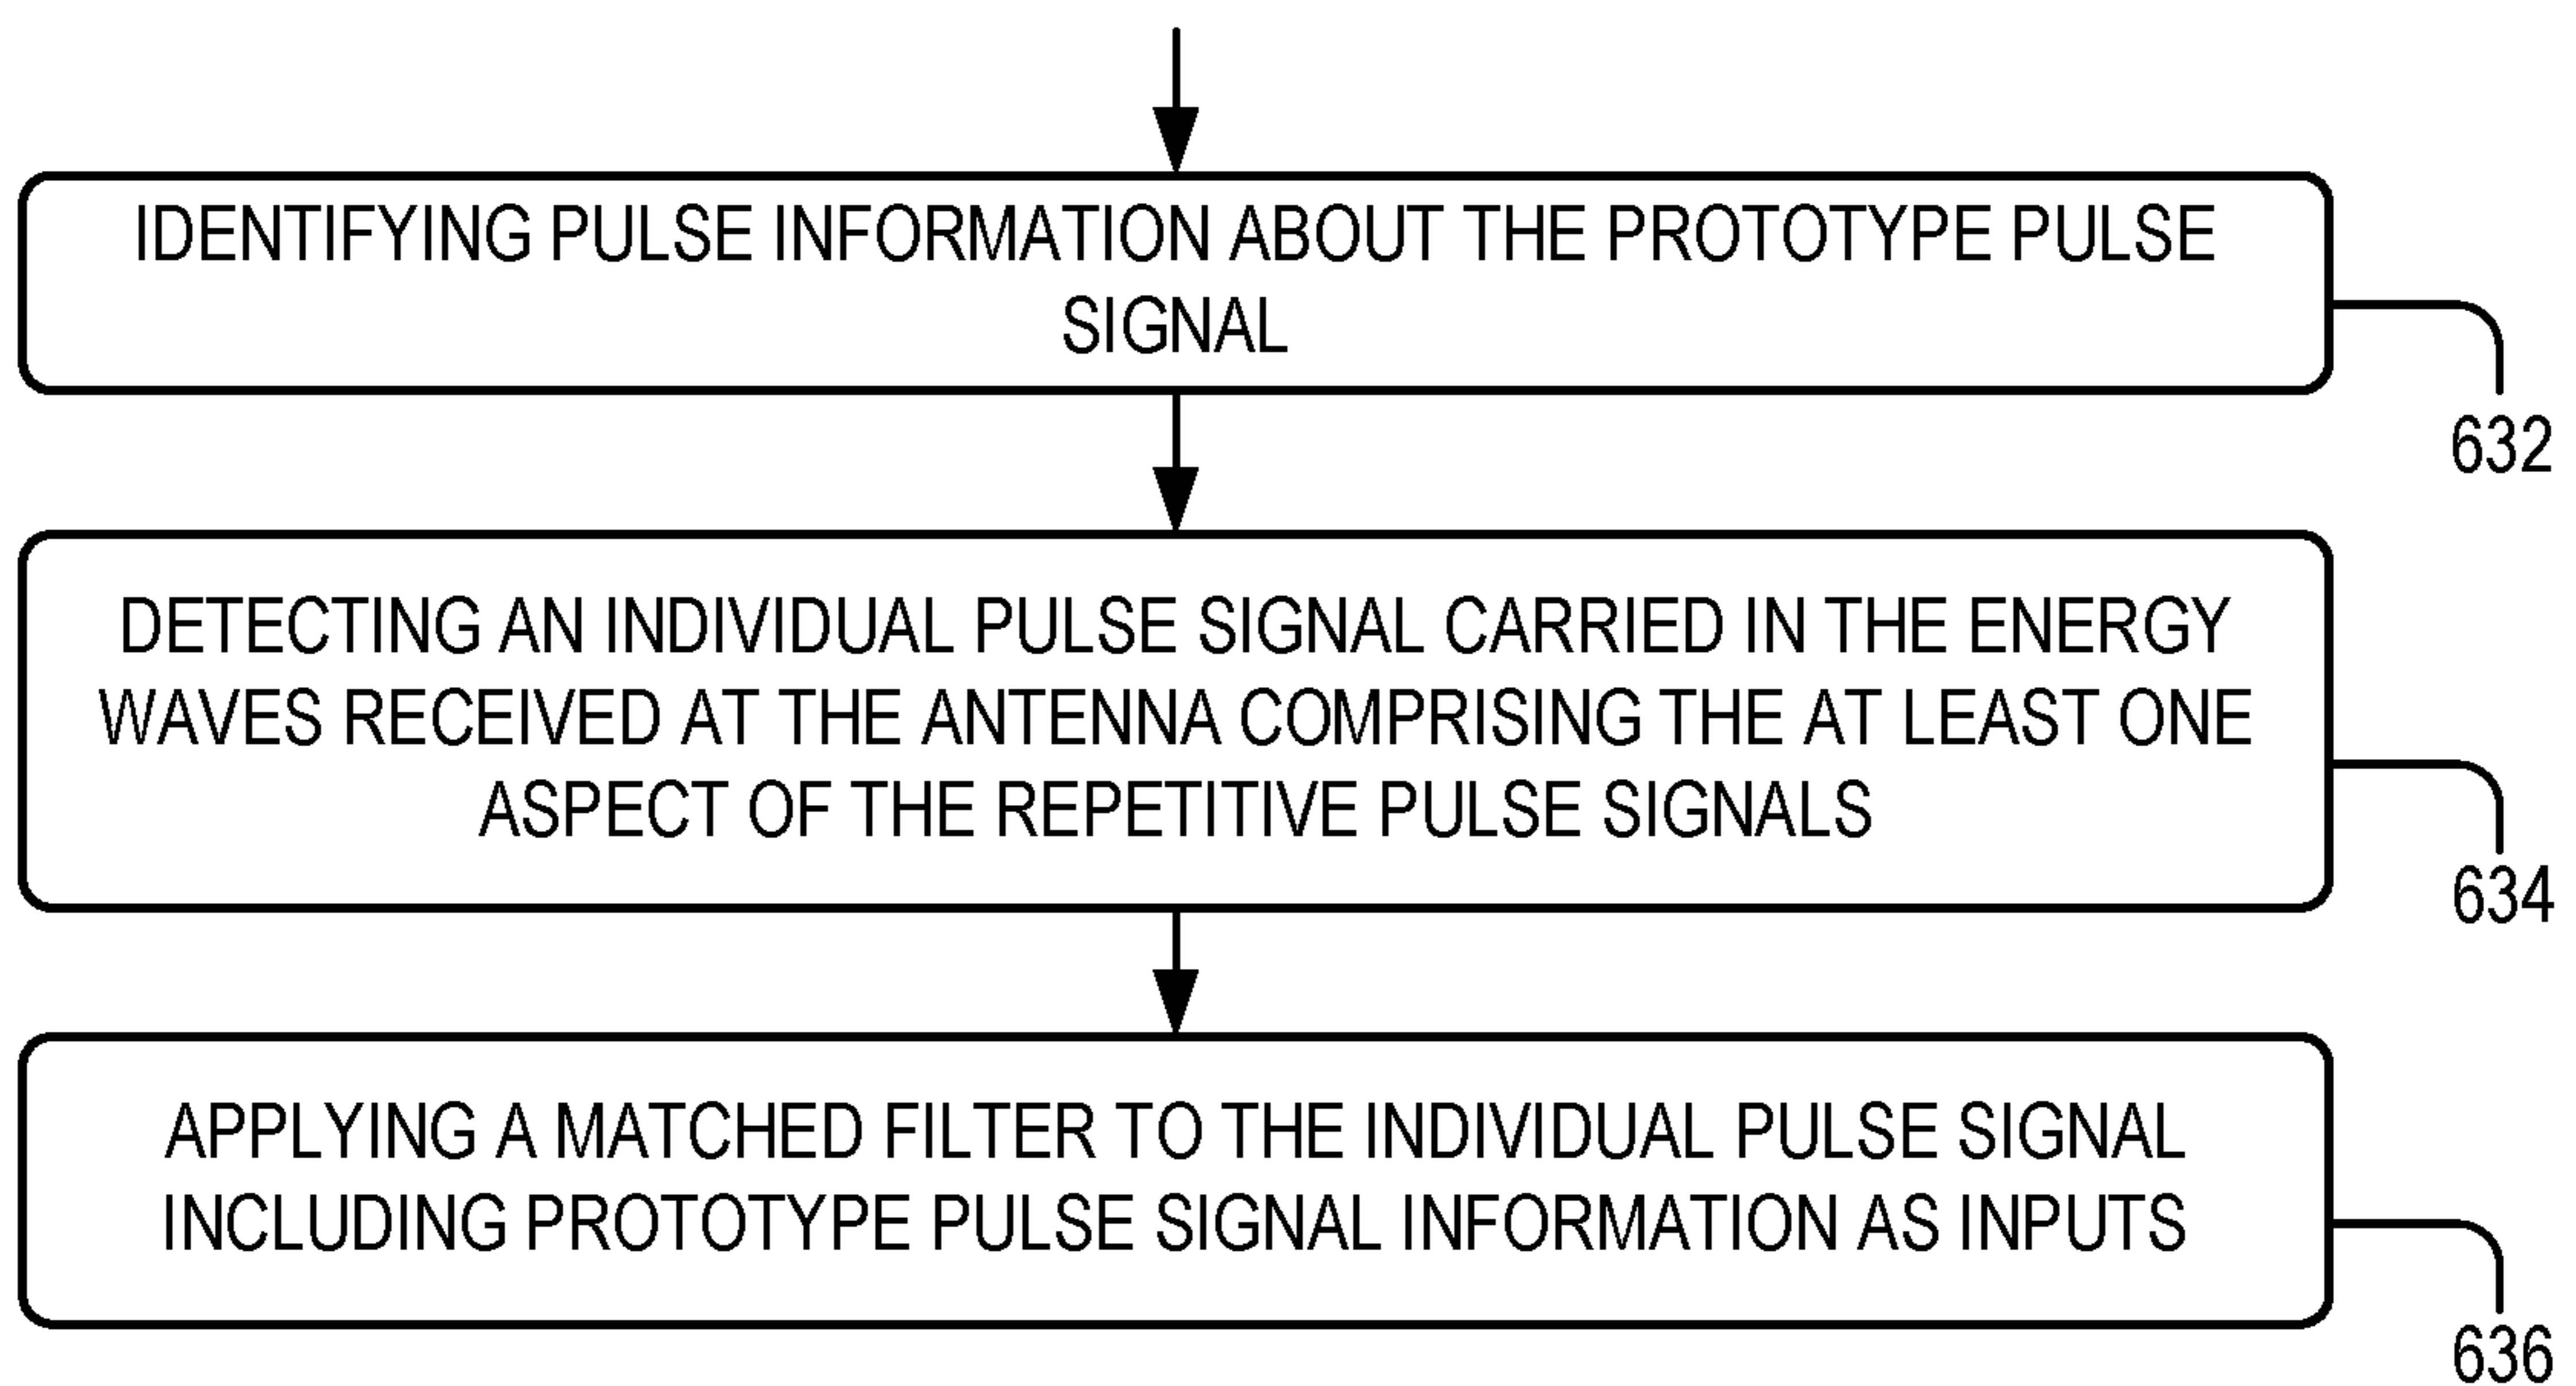 IDENTIFYING PULSE INFORMATION ABOUT THE PROTOTYPE PULSE
SIGNAL
632
DETECTING AN INDIVIDUAL PULSE SIGNAL CARRIED IN THE ENERGY
WAVES RECEIVED AT THE ANTENNA COMPRISING THE AT LEAST ONE
ASPECT OF THE REPETITIVE PULSE SIGNALS
634
APPLYING A MATCHED FILTER TO THE INDIVIDUAL PULSE SIGNAL
INCLUDING PROTOTYPE PULSE SIGNAL INFORMATION AS INPUTS
636